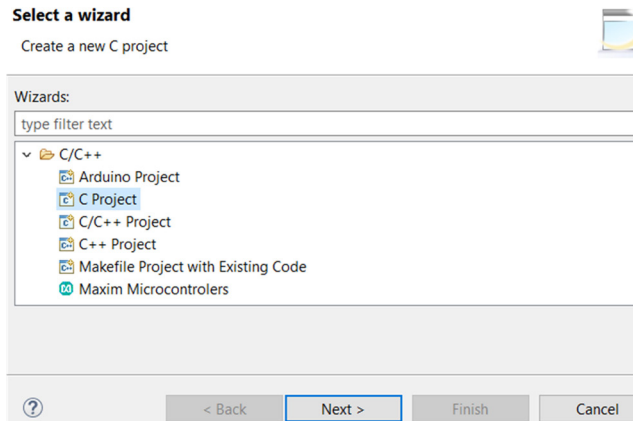 Select a wizard
Create a new C project
Wizards:
type filter text
C/C++
Arduino Project
C Project
C/C++ Project
C++ Project
Makefile Project with Existing Code
Maxim Microcontrolers
< Back Next > Finish Cancel